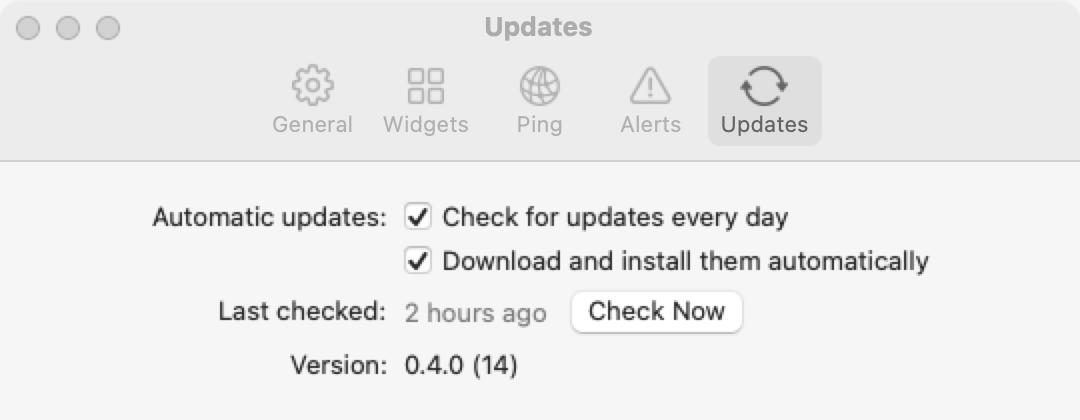 Updates
General Widgets Ping Alerts Updates
Automatic updates: Check for updates every day
Download and install them automatically
Last checked: 2 hours ago Check Now
Version: 0.4.0 (14)